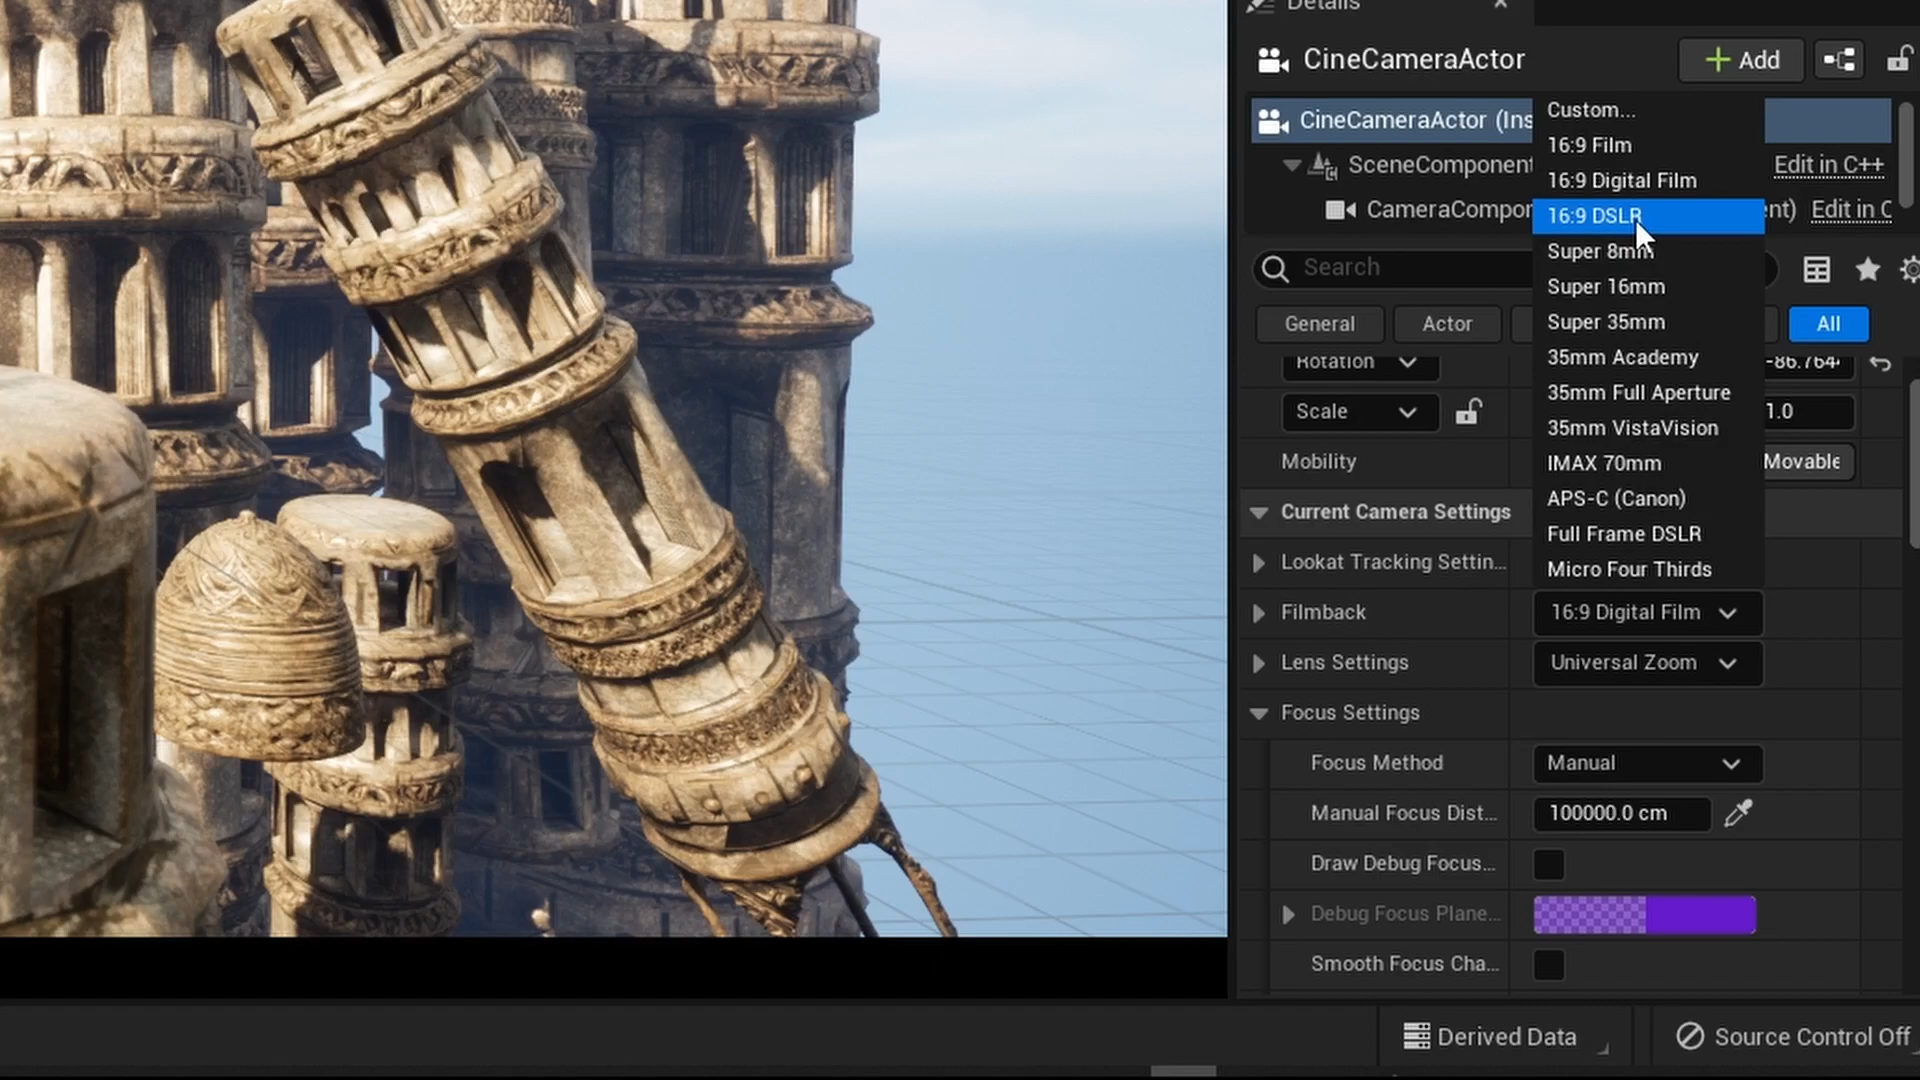 Details
CineCameraActor
Add
CineCameraActor (Ins
SceneComponent
Edit in C++
CameraCompor
ent)
Edit in C
Custom...
16:9 Film
16:9 Digital Film
16:9 DSLR
Super 8mm
Super 16mm
Super 35mm
35mm Academy
35mm Full Aperture
35mm VistaVision
IMAX 70mm
APS-C (Canon)
Full Frame DSLR
Micro Four Thirds
Search
General
Actor
All
Rotation
-86.764
Scale
1.0
Mobility
Movable
Current Camera Settings
Lookat Tracking Settin...
Filmback
16:9 Digital Film
Lens Settings
Universal Zoom
Focus Settings
Focus Method
Manual
Manual Focus Dist...
100000.0 cm
Draw Debug Focus...
Debug Focus Plane...
Smooth Focus Cha...
Derived Data
Source Control Off